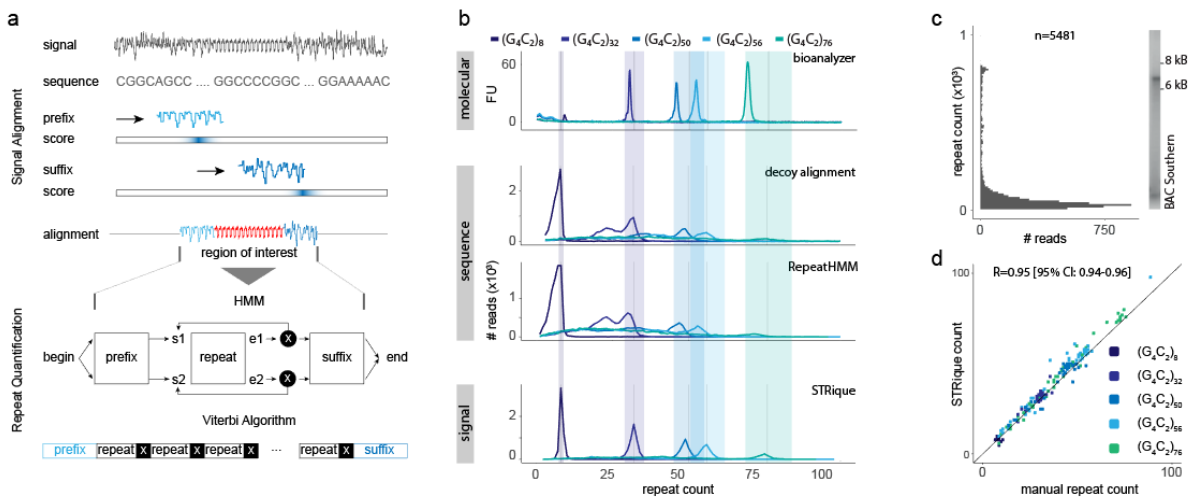 a
signal
sequence CGGCAGCC .... GGCCCCGGC ... GGAAAAAC
prefix
score
suffix
score
alignment
region of interest
Signal Alignment
HMM
begin
prefix
s1
s2
repeat
e1
e2
X
X
suffix
end
Viterbi Algorithm
Repeat Quantification
prefix repeat X repeat X repeat X ... repeat X suffix
b
(G4C2)8 (G4C2)32 (G4C2)50 (G4C2)56 (G4C2)76
molecular
bioanalyzer
60
FU
0
sequence
decoy alignment
2
0
RepeatHMM
# reads (x10³)
2
1
0
signal
STRique
2
0
0 25 50 75 100
repeat count
c
n=5481
1
repeat count (x10³)
0
0 750
# reads
8 kB
6 kB
BAC Southern
d
R=0.95 [95% CI: 0.94-0.96]
100
STRique count
0
0 100
manual repeat count
(G4C2)8
(G4C2)32
(G4C2)50
(G4C2)56
(G4C2)76